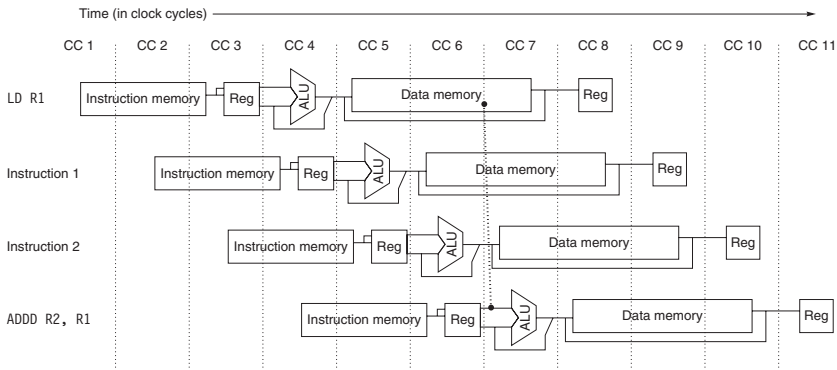 Time (in clock cycles)
CC 1 CC 2 CC 3 CC 4 CC 5 CC 6 CC 7 CC 8 CC 9 CC 10 CC 11
LD R1 Instruction memory Reg ALU Data memory Reg
Instruction 1 Instruction memory Reg ALU Data memory Reg
Instruction 2 Instruction memory Reg ALU Data memory Reg
ADDD R2, R1 Instruction memory Reg ALU Data memory Reg